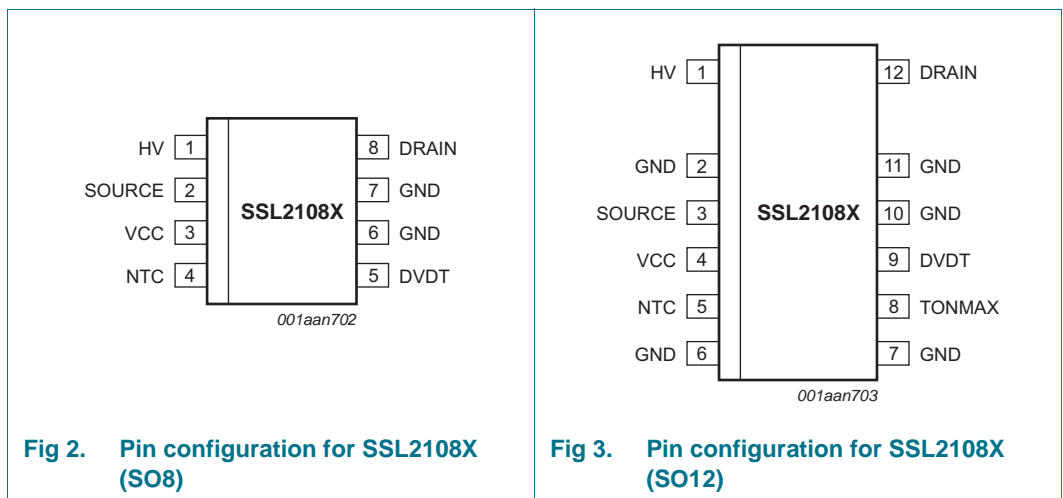 HV 1
8 DRAIN
SOURCE 2
7 GND
SSL2108X
VCC 3
6 GND
NTC 4
5 DVDT
001aan702
Fig 2. Pin configuration for SSL2108X
(SO8)
HV 1
12 DRAIN
GND 2
11 GND
SOURCE 3
SSL2108X
10 GND
VCC 4
9 DVDT
NTC 5
8 TONMAX
GND 6
7 GND
001aan703
Fig 3. Pin configuration for SSL2108X
(SO12)